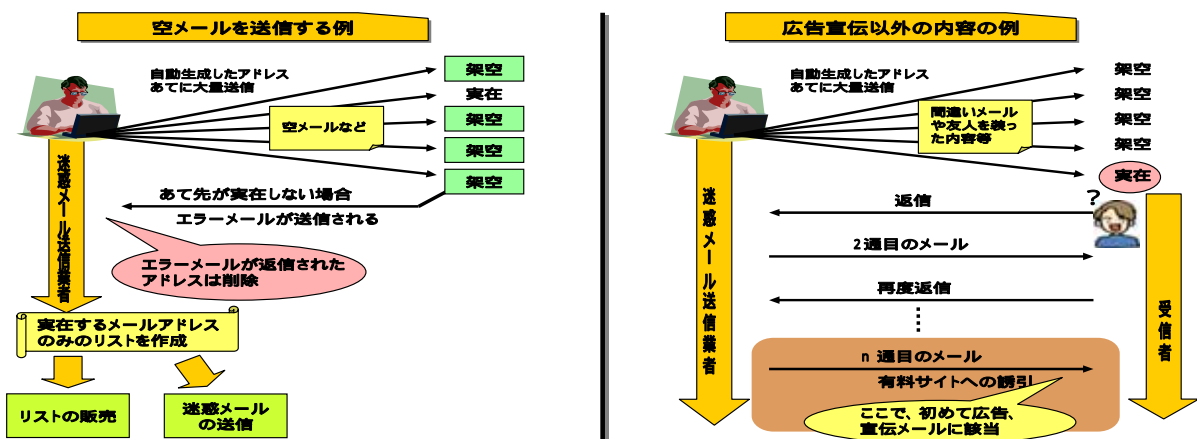 空メールを送信する例
自動生成したアドレス
あてに大量送信
架空
実在
架空
架空
架空
空メールなど
迷惑メール送信業者
あて先が実在しない場合
エラーメールが送信される
エラーメールが返信された
アドレスは削除
実在するメールアドレス
のみのリストを作成
リストの販売
迷惑メール
の送信
広告宣伝以外の内容の例
自動生成したアドレス
あてに大量送信
架空
架空
架空
架空
実在
間違いメール
や友人を装っ
た内容等
迷惑メール送信業者
返信
?
2通目のメール
再度返信
⋮
受信者
n 通目のメール
有料サイトへの誘引
ここで、初めて広告、
宣伝メールに該当